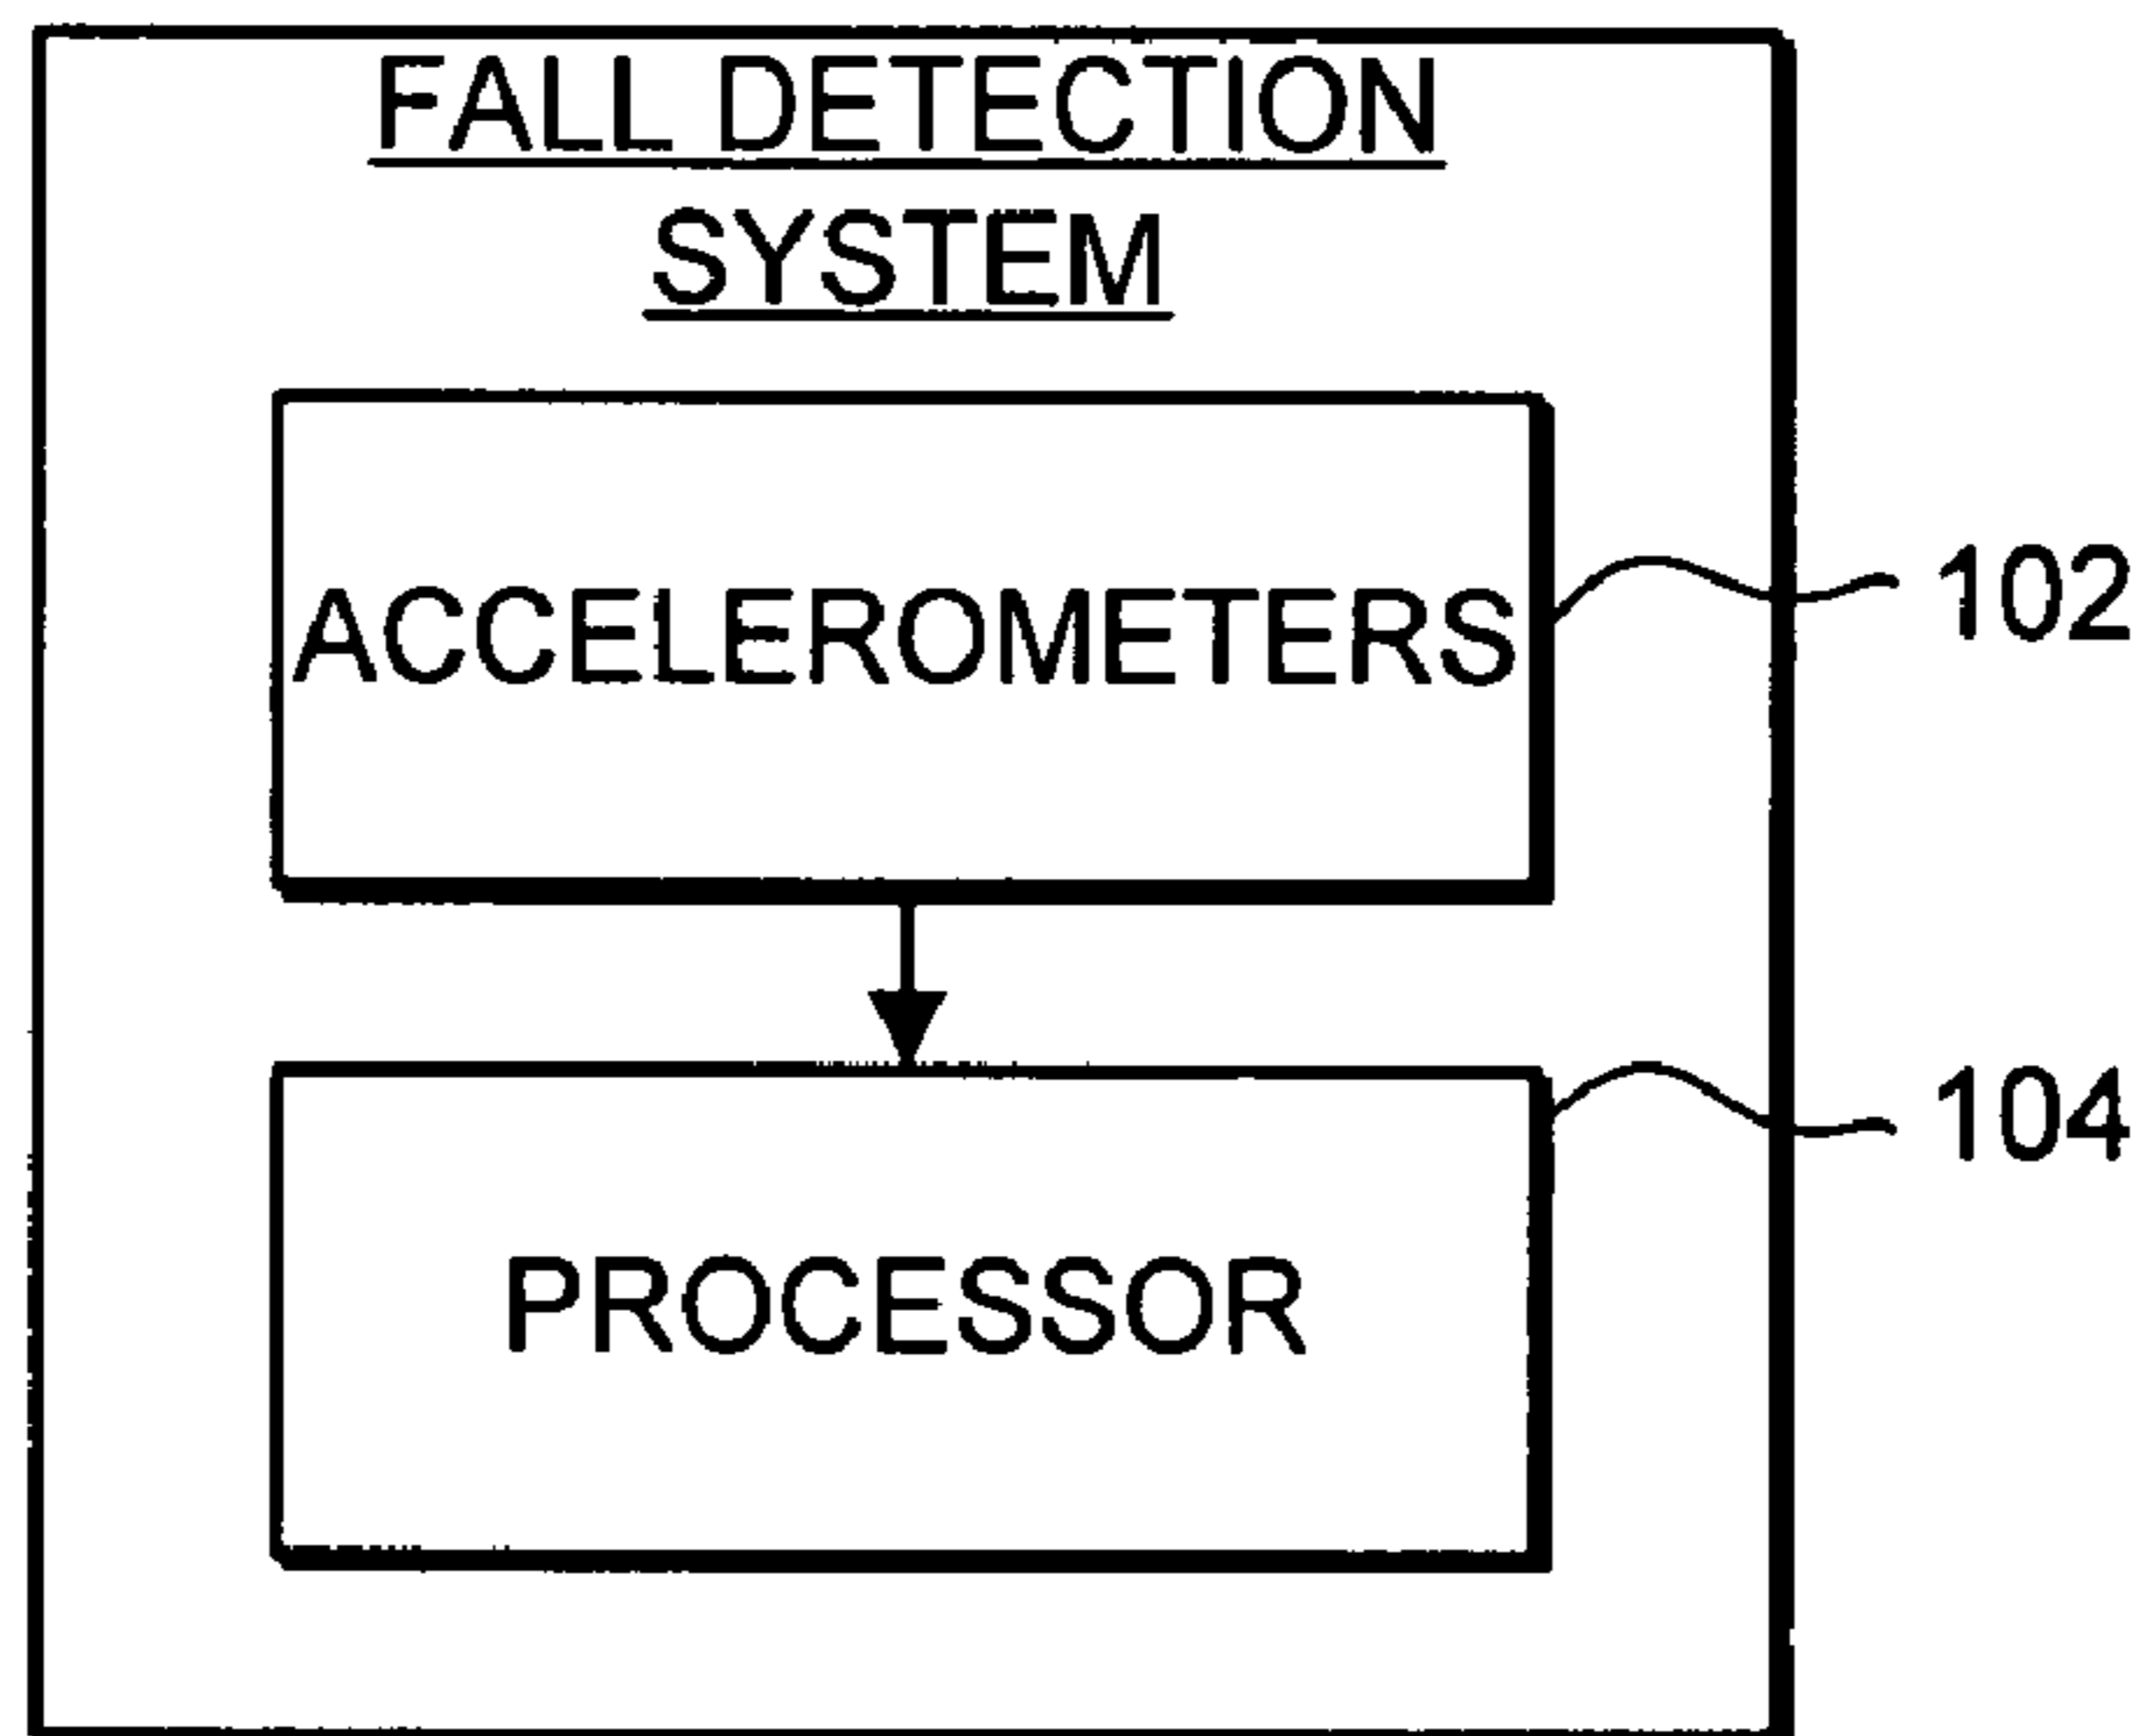 FALL DETECTION
SYSTEM
ACCELEROMETERS
102
104
PROCESSOR